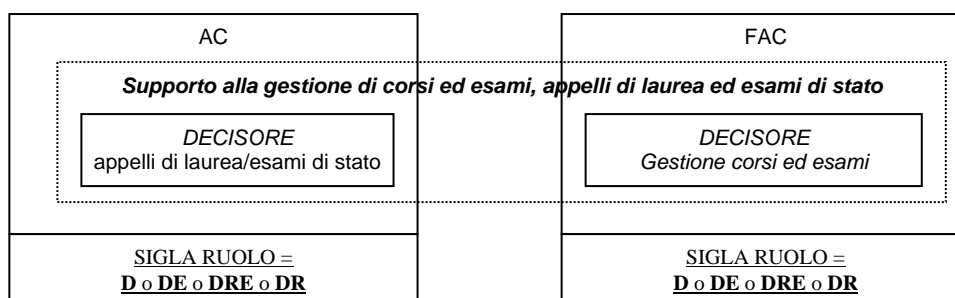 AC
FAC
Supporto alla gestione di corsi ed esami, appelli di laurea ed esami di stato
DECISORE
appelli di laurea/esami di stato
DECISORE
Gestione corsi ed esami
SIGLA RUOLO =
D o DE o DRE o DR
SIGLA RUOLO =
D o DE o DRE o DR